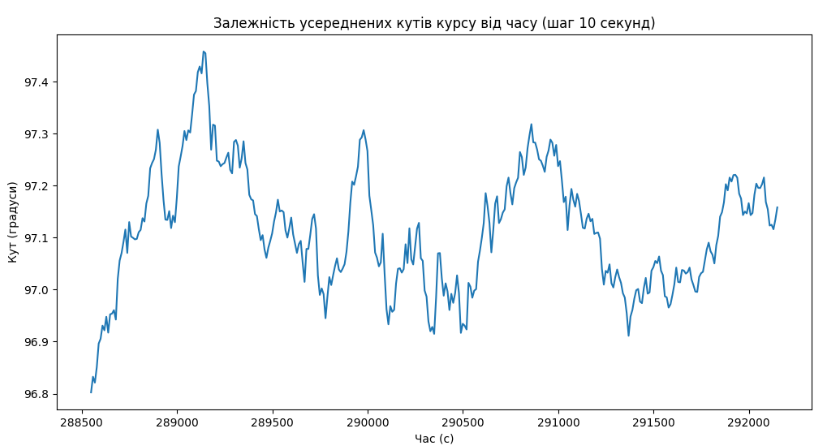 Залежність усереднених кутів курсу від часу (шаг 10 секунд)
Кут (градуси)
97.4
97.3
97.2
97.1
97.0
96.9
96.8
288500 289000 289500 290000 290500 291000 291500 292000
Час (с)